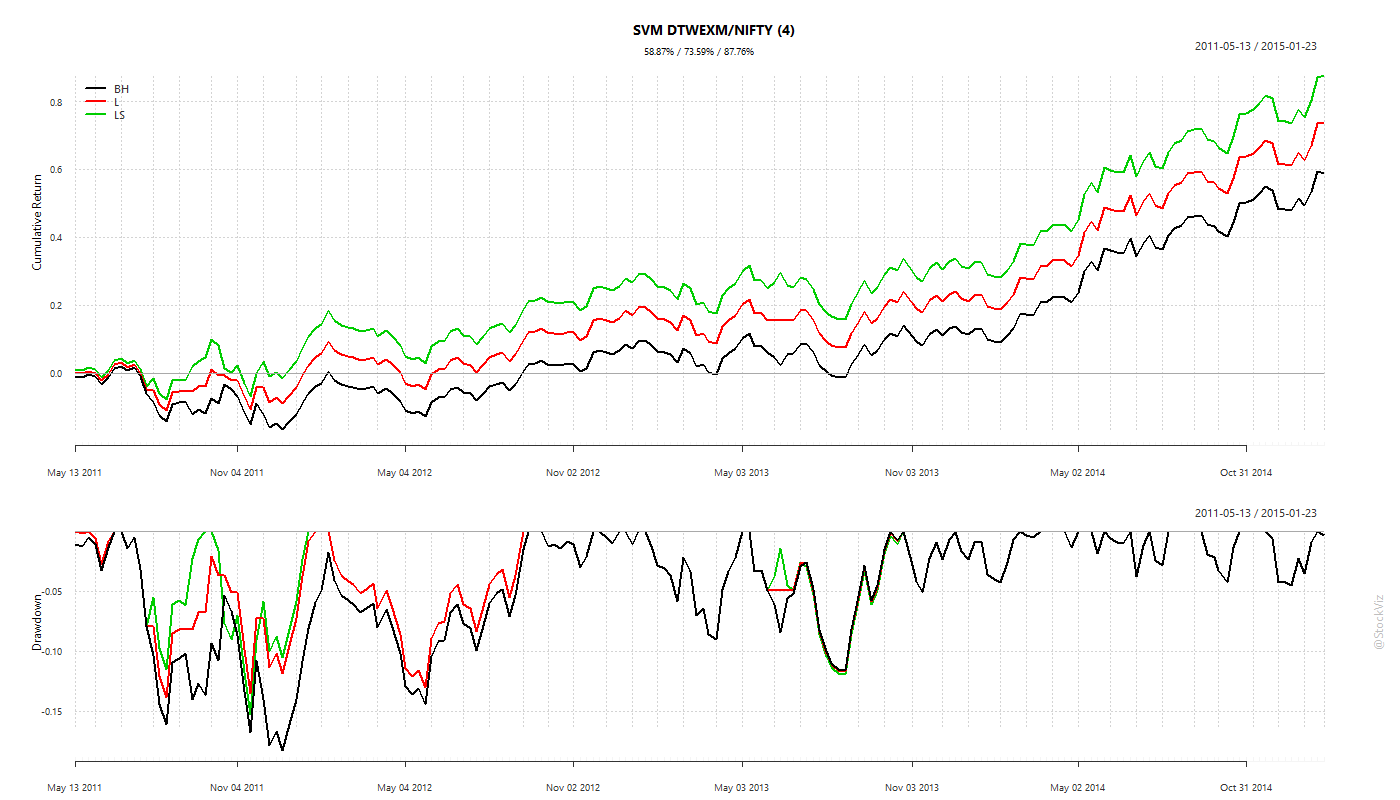 SVM DTWEXM/NIFTY (4)
58.87% / 73.59% / 87.76%
2011-05-13 / 2015-01-23
BH
L
LS
Cumulative Return
0.8
0.6
0.4
0.2
0.0
May 13 2011 Nov 04 2011 May 04 2012 Nov 02 2012 May 03 2013 Nov 03 2013 May 02 2014 Oct 31 2014
2011-05-13 / 2015-01-23
Drawdown
-0.05
-0.10
-0.15
May 13 2011 Nov 04 2011 May 04 2012 Nov 02 2012 May 03 2013 Nov 03 2013 May 02 2014 Oct 31 2014
@StockViz